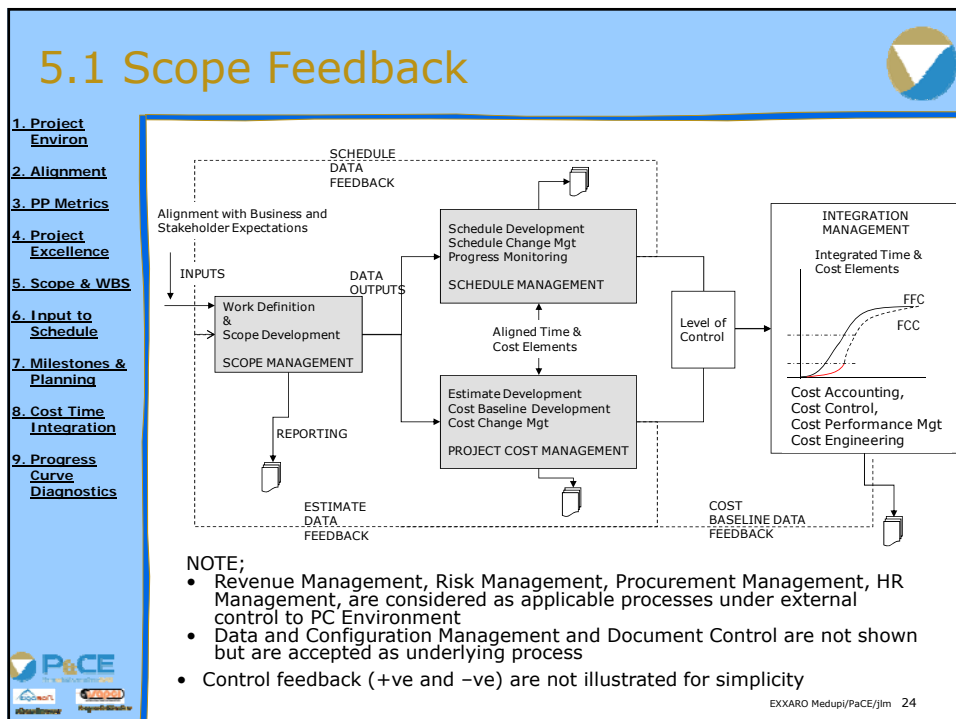 5.1 Scope Feedback
1. Project
Environ
2. Alignment
3. PP Metrics
4. Project
Excellence
5. Scope & WBS
6. Input to
Schedule
7. Milestones &
Planning
8. Cost Time
Integration
9. Progress
Curve
Diagnostics
SCHEDULE
DATA
FEEDBACK
Alignment with Business and
Stakeholder Expectations
INPUTS
DATA
OUTPUTS
Work Definition
&
Scope Development
SCOPE MANAGEMENT
REPORTING
Schedule Development
Schedule Change Mgt
Progress Monitoring
SCHEDULE MANAGEMENT
Aligned Time &
Cost Elements
Estimate Development
Cost Baseline Development
Cost Change Mgt
PROJECT COST MANAGEMENT
Level of
Control
INTEGRATION
MANAGEMENT
Integrated Time &
Cost Elements
FFC
FCC
Cost Accounting,
Cost Control,
Cost Performance Mgt
Cost Engineering
ESTIMATE
DATA
FEEDBACK
COST
BASELINE DATA
FEEDBACK
NOTE;
• Revenue Management, Risk Management, Procurement Management, HR
Management, are considered as applicable processes under external
control to PC Environment
• Data and Configuration Management and Document Control are not shown
but are accepted as underlying process
• Control feedback (+ve and –ve) are not illustrated for simplicity
P&CE
EXXARO Medupi/PaCE/jlm 24